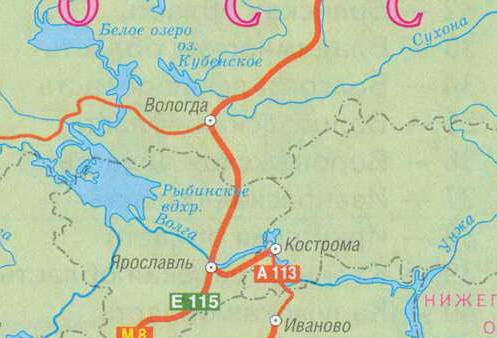 О С С
Белое озеро
оз.
Кубенское
Сухона
Вологда
Рыбинское
вдхр.
Волга
Унжа
Кострома
Ярославль
А 113
Е 115
НИЖЕГ
О
М 8
Иваново